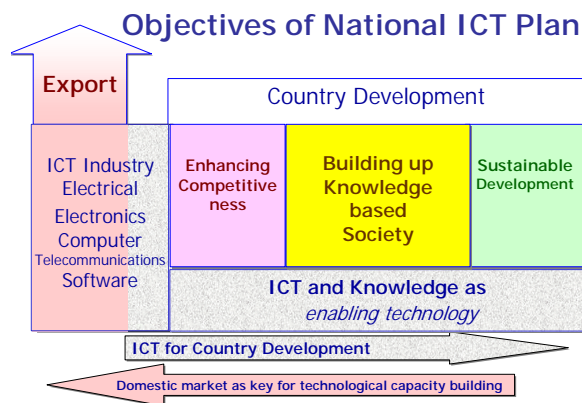 Objectives of National ICT Plan
Export
Country Development
ICT Industry
Electrical
Electronics
Computer
Telecommunications
Software
Enhancing
Competitive
ness
Building up
Knowledge
based
Society
Sustainable
Development
ICT and Knowledge as
enabling technology
ICT for Country Development
Domestic market as key for technological capacity building